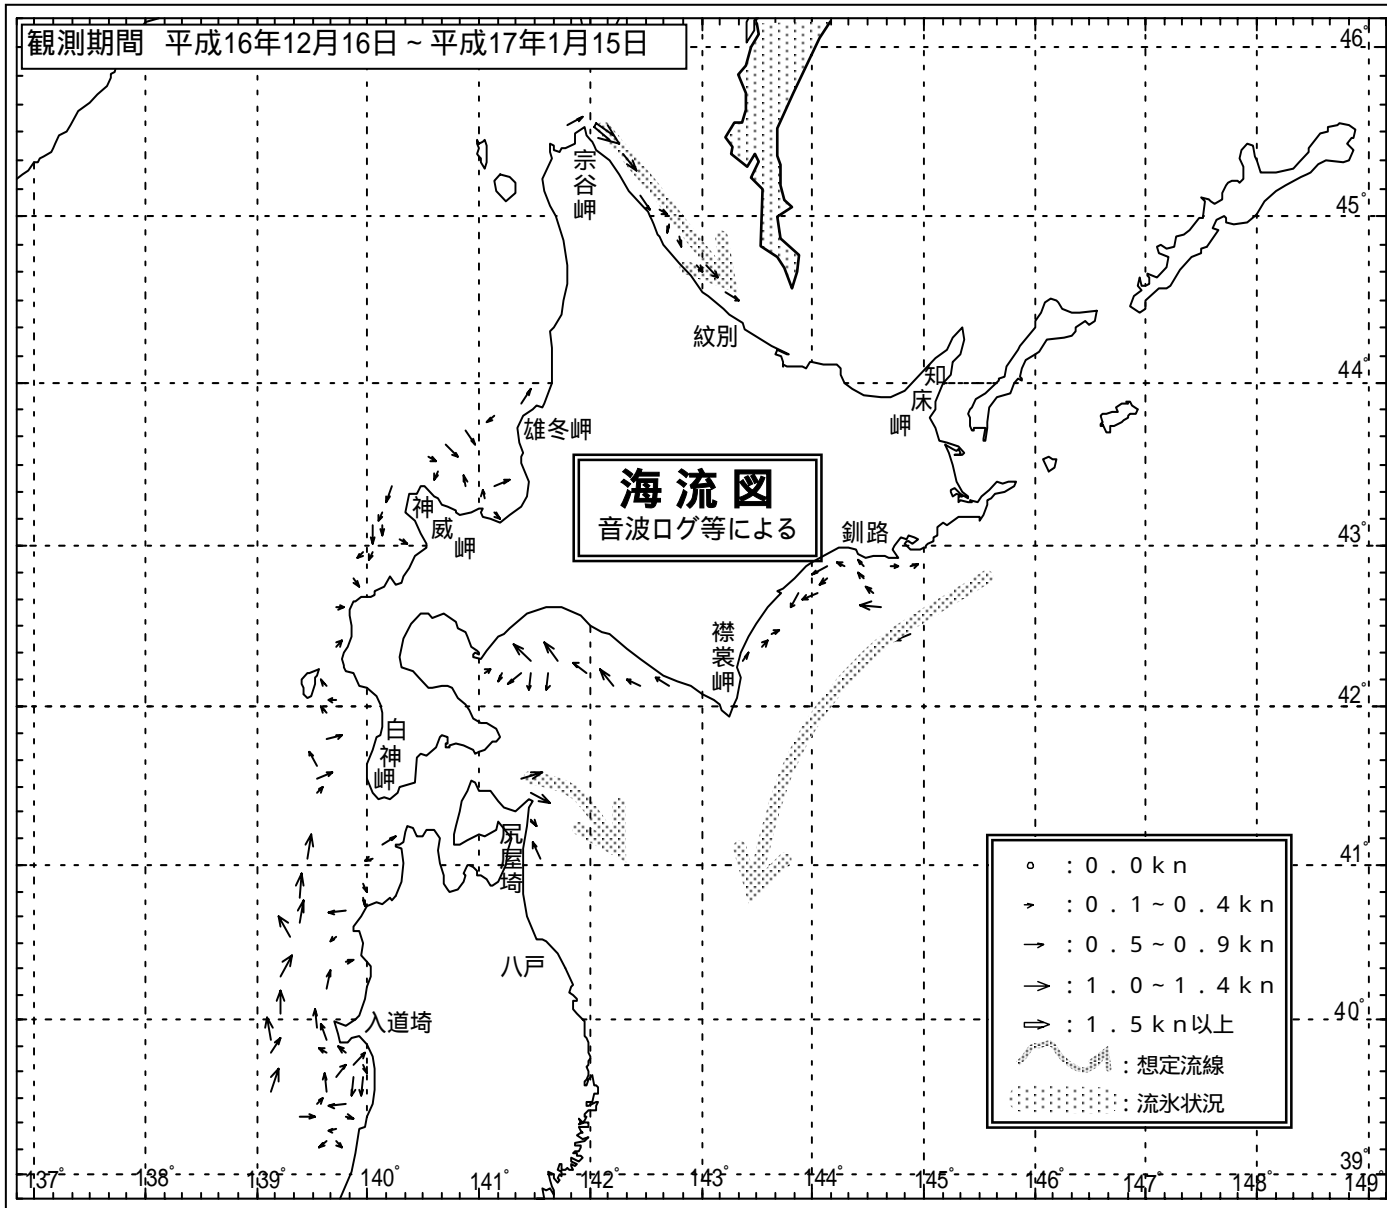 観測期間 平成16年12月16日 ~ 平成17年1月15日
46°
45°
44°
43°
42°
41°
40°
39°
宗谷岬
紋別
知床岬
雄冬岬
海流図
音波ログ等による
神威岬
釧路
襟裳岬
白神岬
尻屋埼
八戸
入道埼
: 0.0kn
: 0.1~0.4kn
: 0.5~0.9kn
: 1.0~1.4kn
: 1.5kn以上
: 想定流線
: 流氷状況
137° 138° 139° 140° 141° 142° 143° 144° 145° 146° 147° 148° 149°